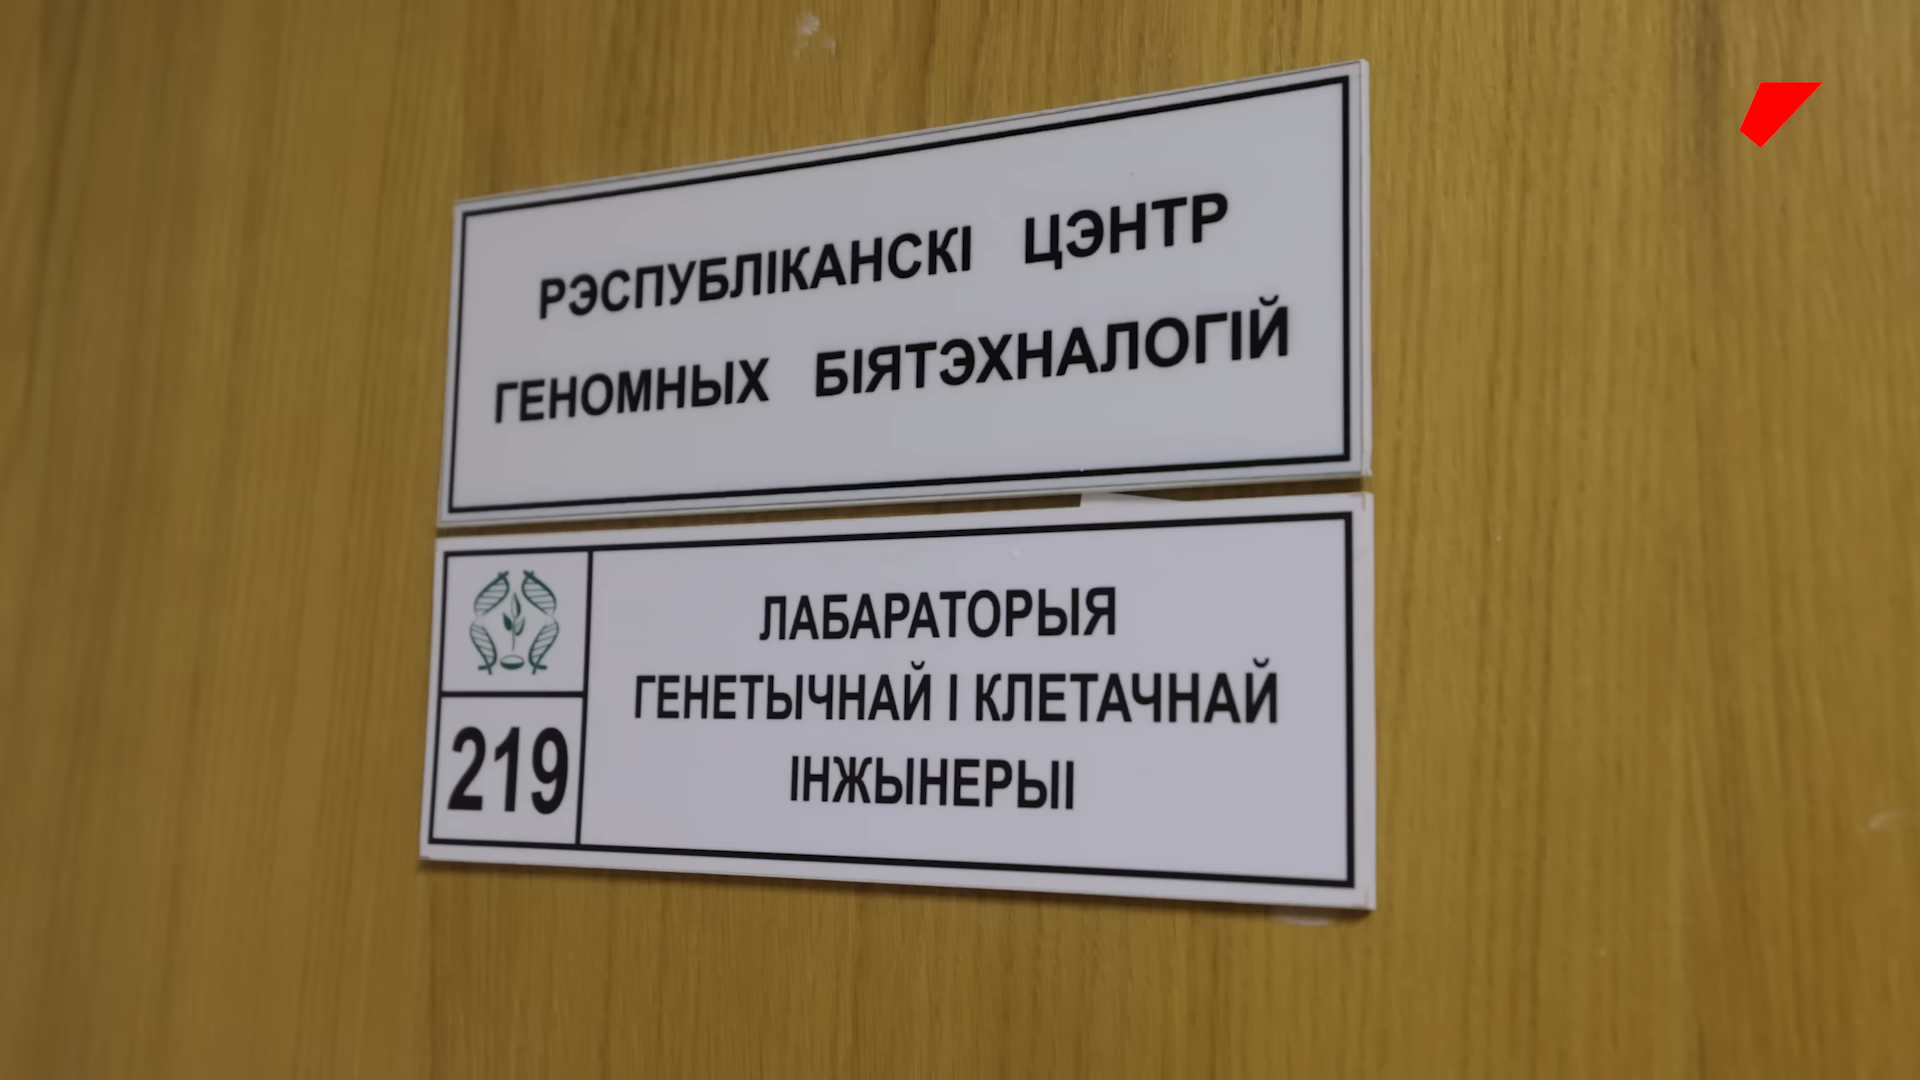 РЭСПУБЛІКАНСКІ ЦЭНТР
ГЕНОМНЫХ БІЯТЭХНАЛОГІЙ
ЛАБАРАТОРЫЯ
ГЕНЕТЫЧНАЙ І КЛЕТАЧНАЙ
ІНЖЫНЕРЫІ
219